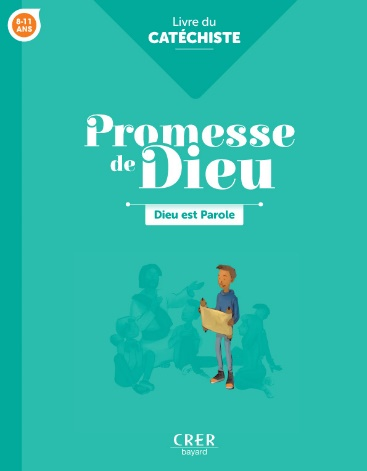 8-11
ANS
Livre du
CATÉCHISTE
Promesse
de Dieu
Dieu est Parole
CRER
bayard